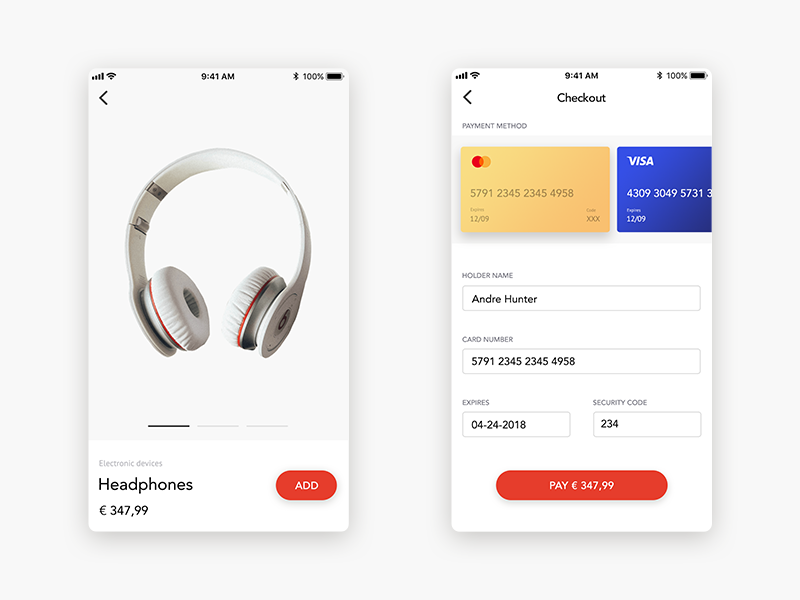 9:41 AM
100%
Electronic devices
Headphones
ADD
€ 347,99
9:41 AM
100%
Checkout
PAYMENT METHOD
5791 2345 2345 4958
Expires
12/09
Code
XXX
VISA
4309 3049 5731 3
Expires
12/09
HOLDER NAME
Andre Hunter
CARD NUMBER
5791 2345 2345 4958
EXPIRES
SECURITY CODE
04-24-2018
234
PAY € 347,99